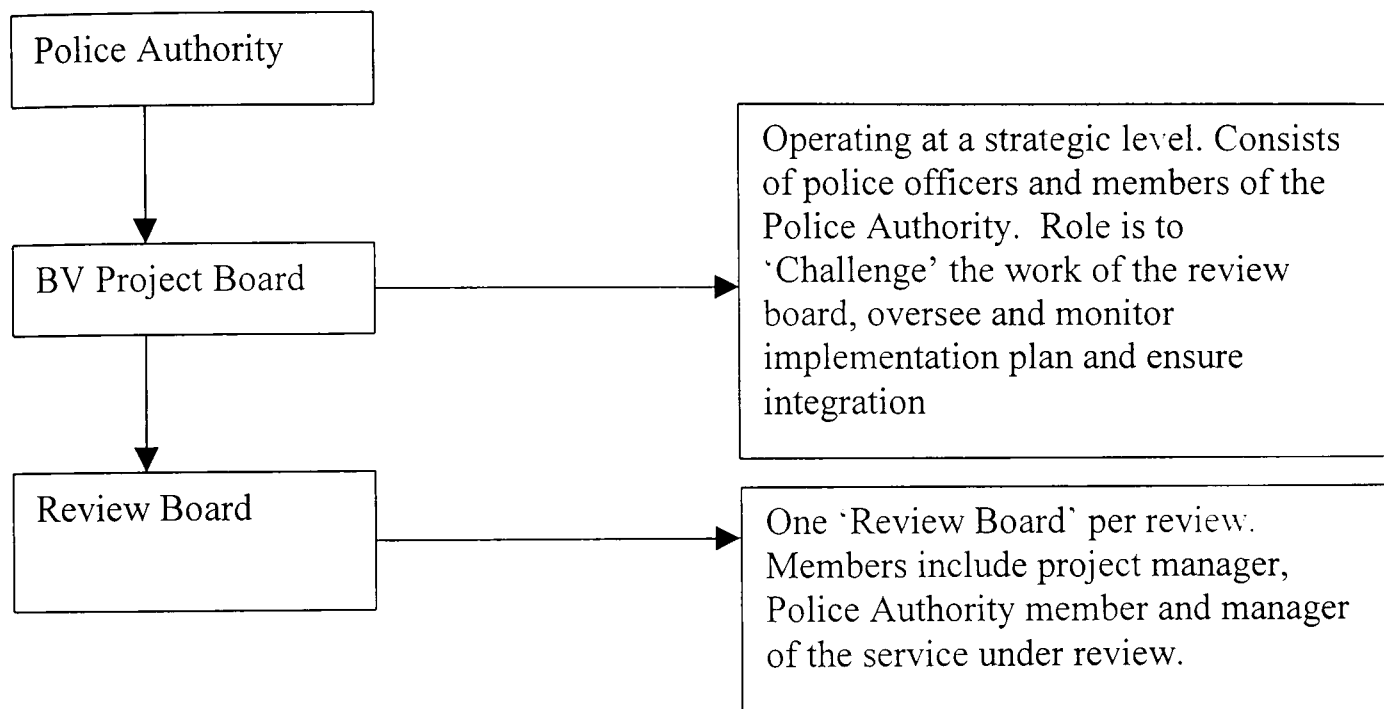 Police Authority
BV Project Board
Operating at a strategic level. Consists
of police officers and members of the
Police Authority. Role is to
‘Challenge’ the work of the review
board, oversee and monitor
implementation plan and ensure
integration
Review Board
One ‘Review Board’ per review.
Members include project manager,
Police Authority member and manager
of the service under review.